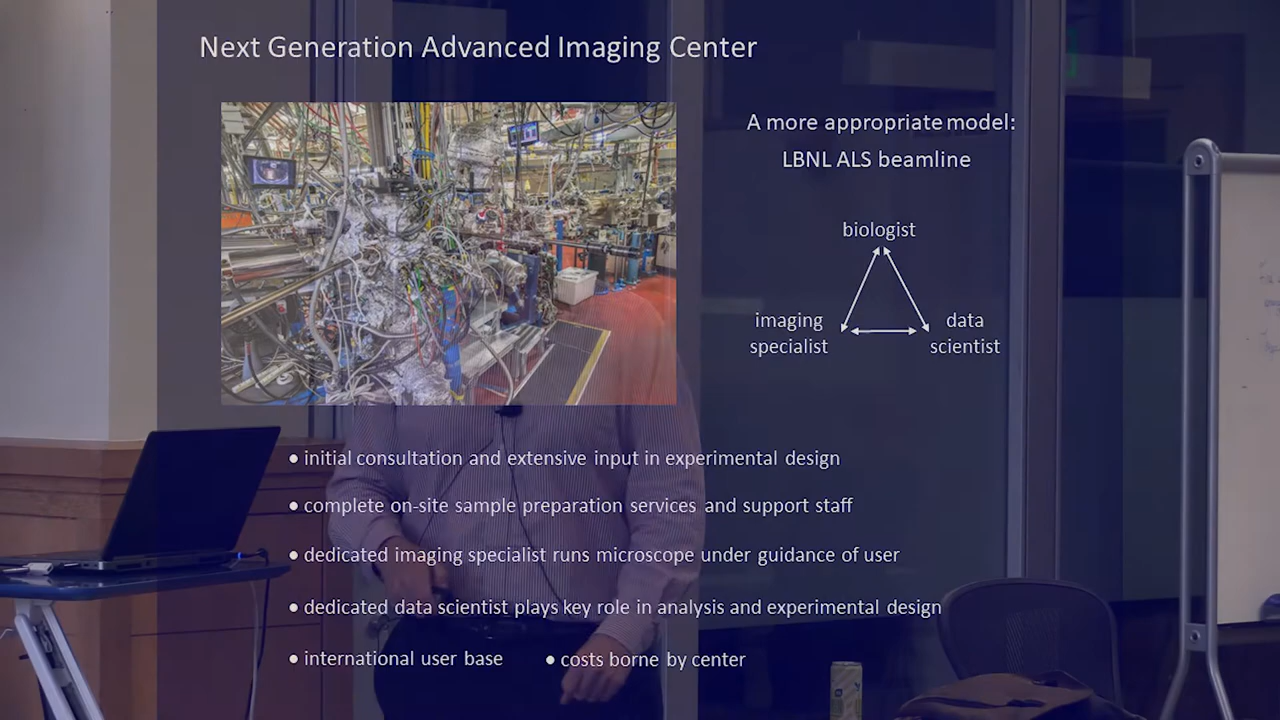 Next Generation Advanced Imaging Center
A more appropriate model:
LBNL ALS beamline
biologist
imaging
specialist
data
scientist
• initial consultation and extensive input in experimental design
• complete on-site sample preparation services and support staff
• dedicated imaging specialist runs microscope under guidance of user
• dedicated data scientist plays key role in analysis and experimental design
• international user base
• costs borne by center